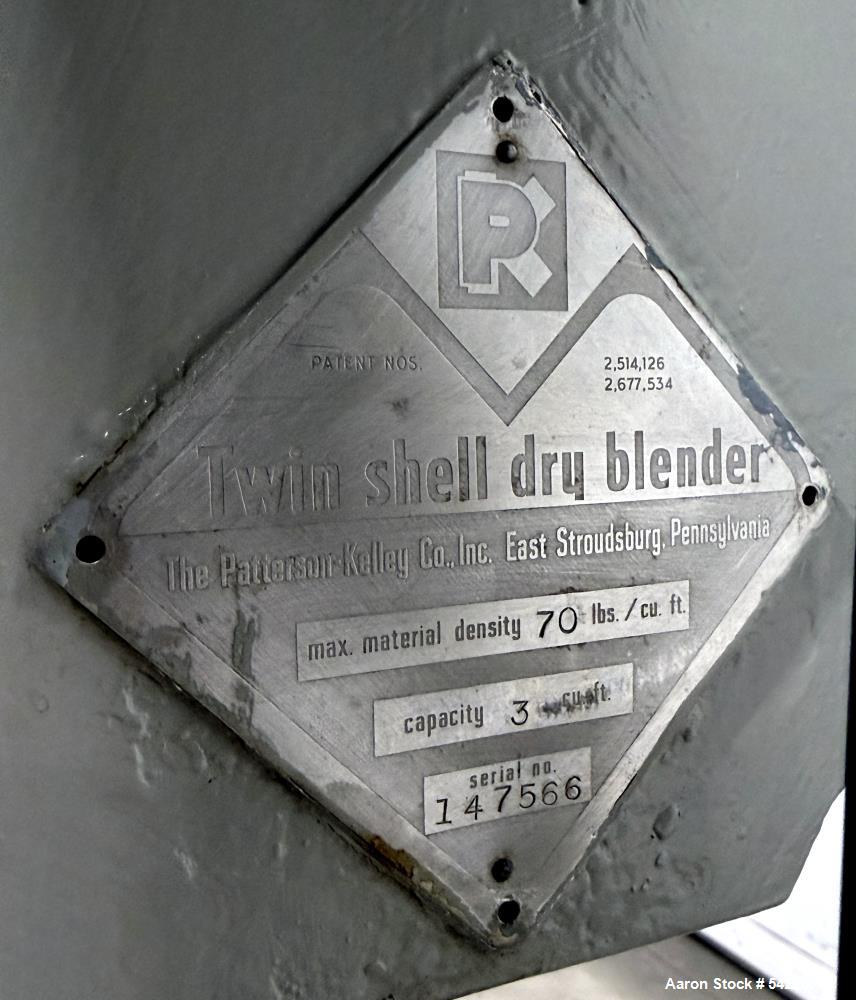 PK
PATENT NOS. 2,514,126
2,677,534
Twin shell dry blender
The Patterson-Kelley Co., Inc. East Stroudsburg, Pennsylvania
max. material density 70 lbs. / cu. ft.
capacity 3 cu. ft.
serial no.
147566
Aaron Stock #